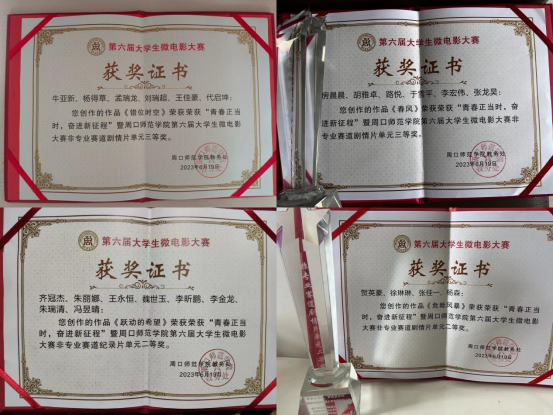 第六届大学生微电影大赛
获奖证书
牛亚新、杨得草、孟瑞龙、刘瑞超、王佳豪、代启坤：
您创作的作品《错位时空》荣获荣获“青春正当
时，奋进新征程”暨周口师范学院第六届大学生微电影
大赛非专业赛道剧情片单元三等奖。
周口师范学院教务处
2023年6月19日
第六届大学生微电影大赛
获奖证书
房晨晨、胡雅卓、路悦、于雪平、李宏伟、张龙昊：
您创作的作品《春风》荣获荣获“青春正当时，奋
进新征程”暨周口师范学院第六届大学生微电影大赛非
专业赛道剧情片单元三等奖。
周口师范学院教务处
2023年6月19日
第六届大学生微电影大赛
获奖证书
齐冠杰、朱丽娜、王永恒、魏世玉、李昕鹏、李金龙、
朱瑞清、冯昱晴：
您创作的作品《跃动的希望》荣获荣获“青春正当
时，奋进新征程”暨周口师范学院第六届大学生微电影
大赛非专业赛道纪录片单元二等奖。
周口师范学院教务处
2023年6月19日
第六届大学生微电影大赛
获奖证书
贺英豪、徐琳琳、张佳一、杨森：
您创作的作品《危椅风暴》荣获荣获“青春正当
时，奋进新征程”暨周口师范学院第六届大学生微电影
大赛非专业赛道剧情片单元二等奖。
周口师范学院教务处
2023年6月19日